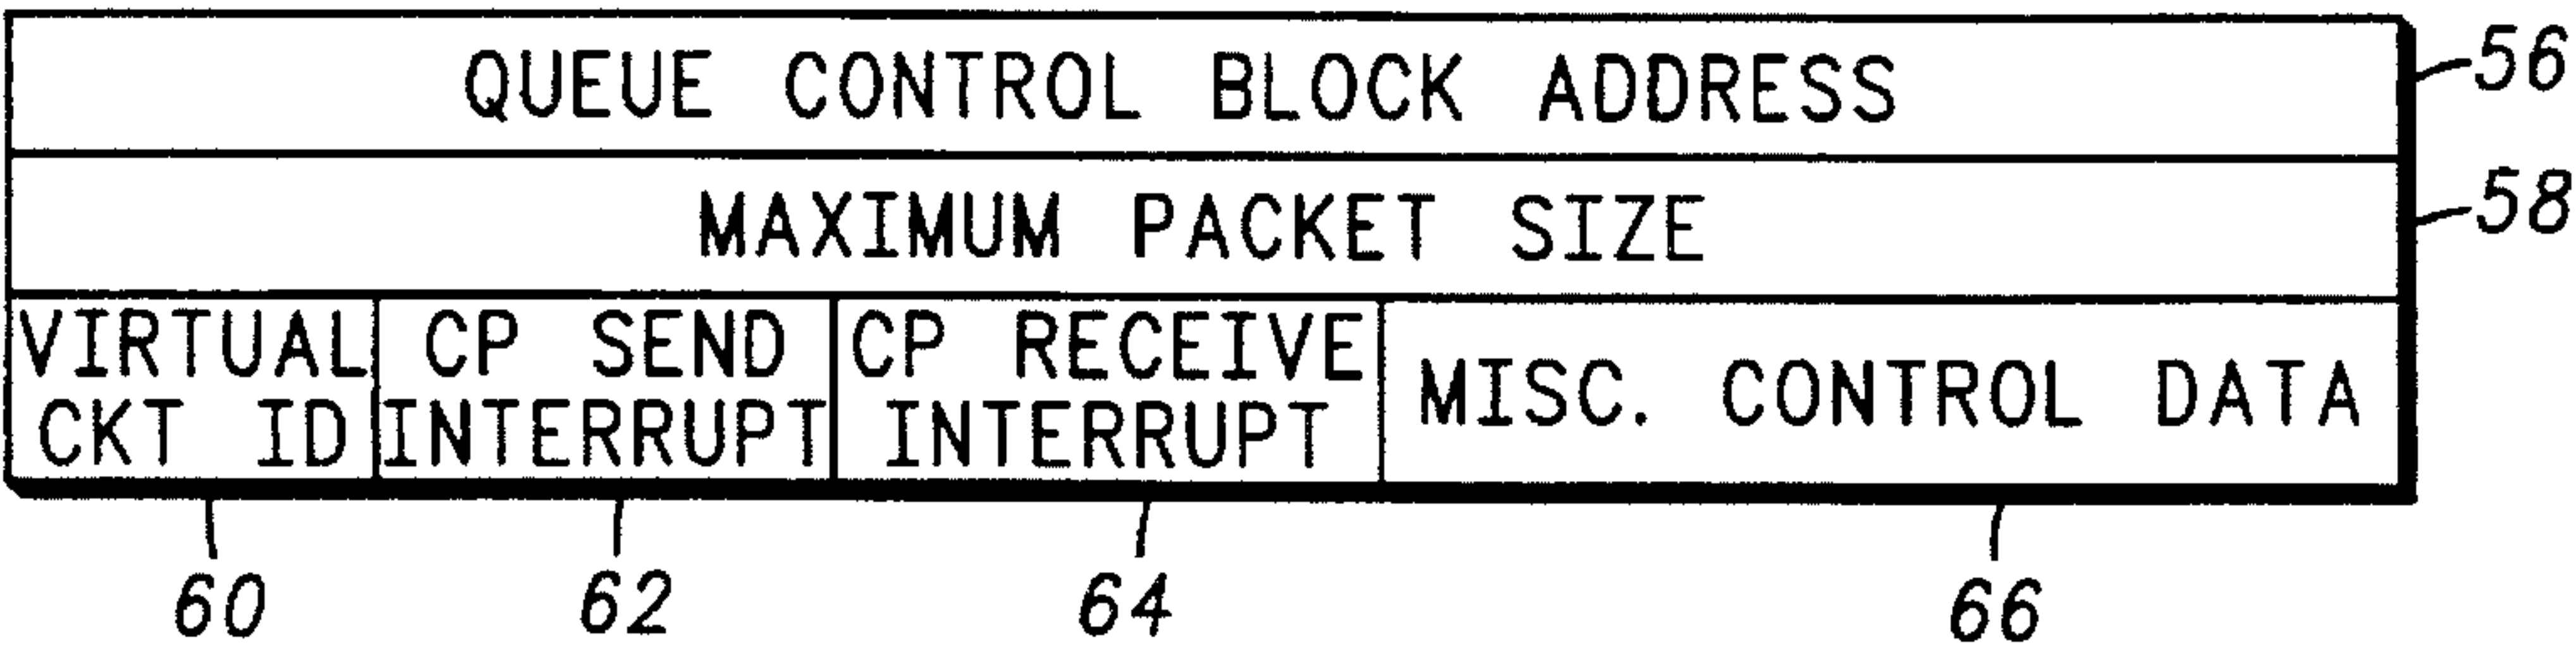 QUEUE CONTROL BLOCK ADDRESS
56
MAXIMUM PACKET SIZE
58
VIRTUAL
CKT ID
CP SEND
INTERRUPT
CP RECEIVE
INTERRUPT
MISC. CONTROL DATA
60
62
64
66